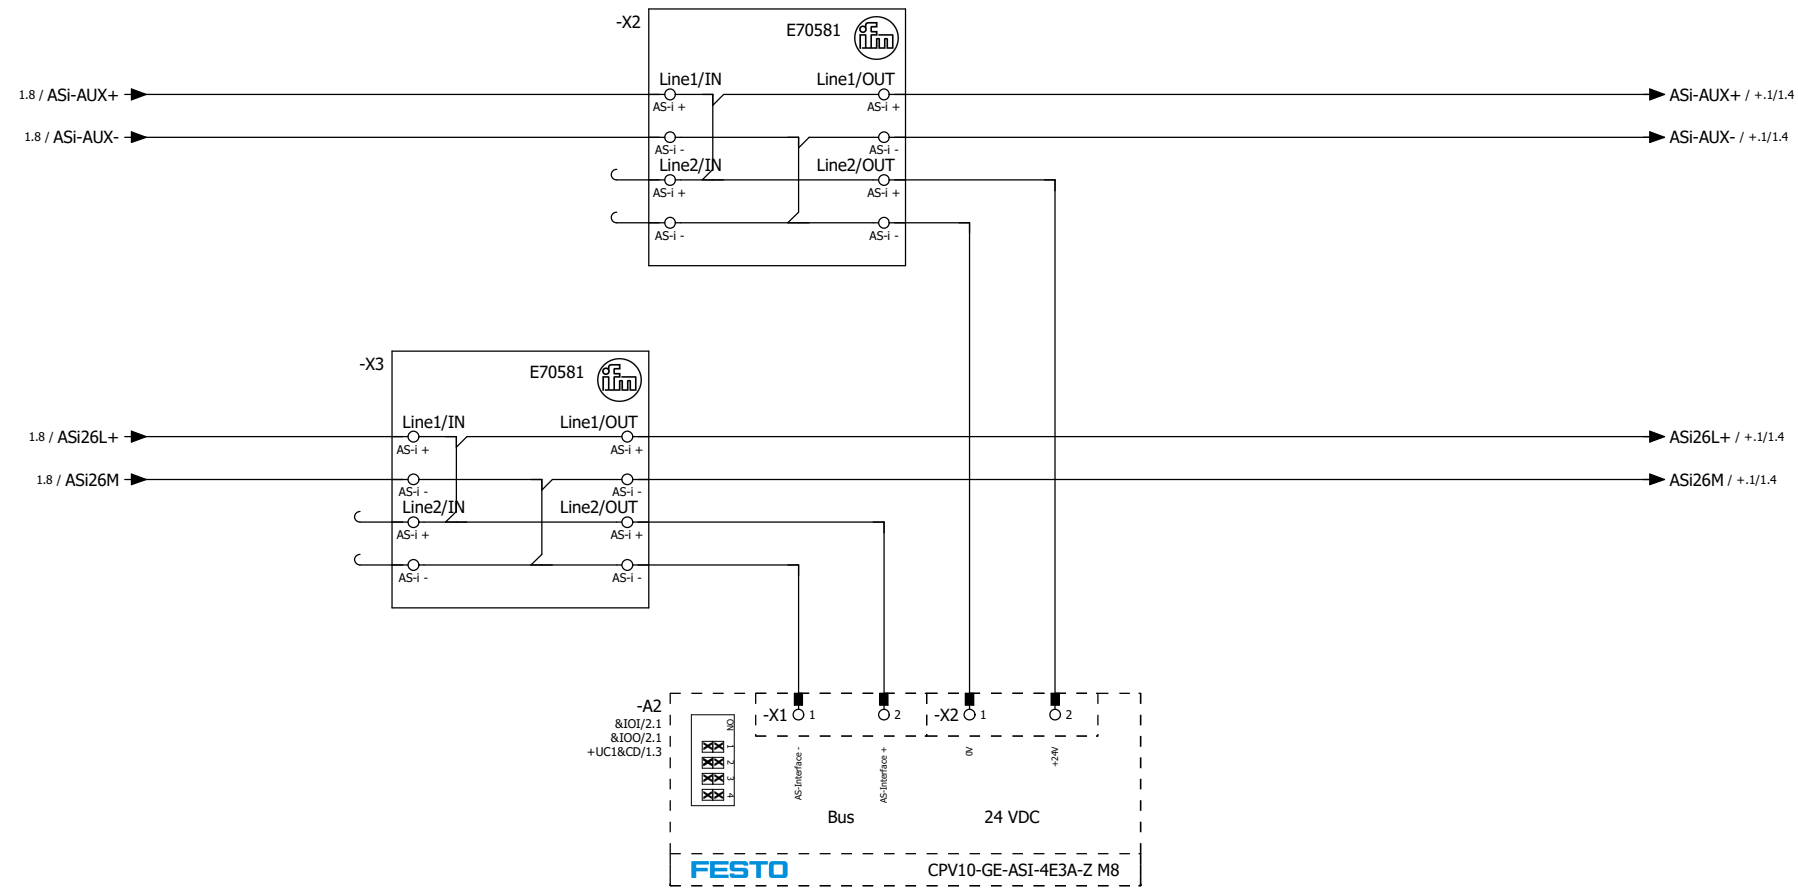 -X2
E70581
ifm
Line1/IN
Line1/OUT
1.8 / ASi-AUX+
AS-i +
AS-i +
ASi-AUX+ / +.1/1.4
1.8 / ASi-AUX-
AS-i -
AS-i -
ASi-AUX- / +.1/1.4
Line2/IN
Line2/OUT
AS-i +
AS-i +
AS-i -
AS-i -
-X3
E70581
ifm
Line1/IN
Line1/OUT
1.8 / ASi26L+
AS-i +
AS-i +
ASi26L+ / +.1/1.4
1.8 / ASi26M
AS-i -
AS-i -
ASi26M / +.1/1.4
Line2/IN
Line2/OUT
AS-i +
AS-i +
AS-i -
AS-i -
-A2
&IOI/2.1
&IOO/2.1
+UC1&CD/1.3
ON
1
2
3
4
-X1
1
2
-X2
1
2
AS-Interface -
AS-Interface +
0V
+24V
Bus
24 VDC
FESTO
CPV10-GE-ASI-4E3A-Z M8